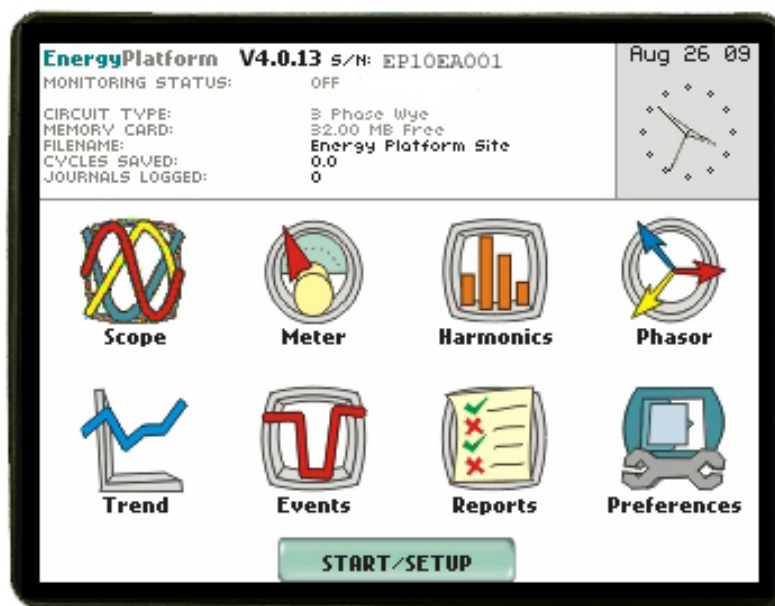 EnergyPlatform V4.0.13 S/N: EP10EA001
Aug 26 09
MONITORING STATUS: OFF
CIRCUIT TYPE: 3 Phase Wye
MEMORY CARD: 32.00 MB Free
FILENAME: Energy Platform Site
CYCLES SAVED: 0.0
JOURNALS LOGGED: 0
Scope Meter Harmonics Phasor
Trend Events Reports Preferences
START/SETUP